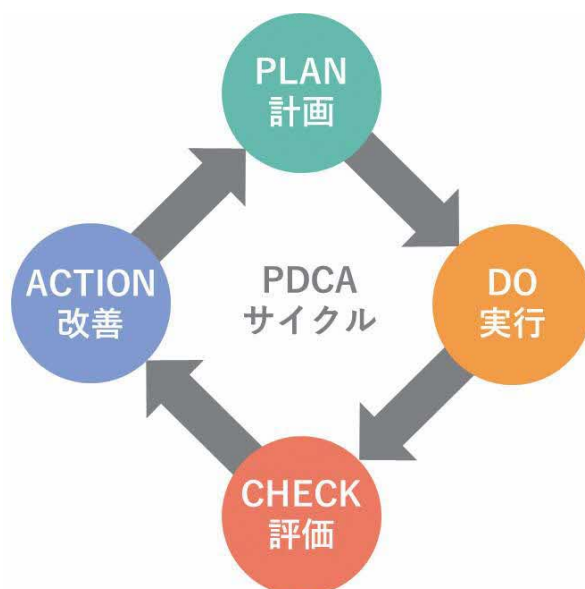 PLAN
計画
DO
実行
CHECK
評価
ACTION
改善
PDCA
サイクル